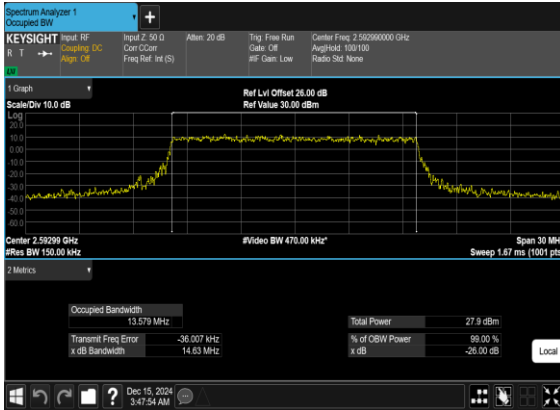 Spectrum Analyzer 1
Occupied BW
+
KEYSIGHT Input: RF Input Z: 50 Ω Atten: 20 dB Trig: Free Run Center Freq: 2.592990000 GHz
R T Coupling: DC Corr CCorr Gate: Off Avg|Hold: 100/100
Align: Off Freq Ref: Int (S) #IF Gain: Low Radio Std: None
1 Graph
Ref Lvl Offset 26.00 dB
Scale/Div 10.0 dB Ref Value 30.00 dBm
Log
20.0
10.0
0.00
-10.0
-20.0
-30.0
-40.0
-50.0
-60.0
Center 2.59299 GHz #Video BW 470.00 kHz* Span 30 MH
#Res BW 150.00 kHz Sweep 1.67 ms (1001 pts
2 Metrics
Occupied Bandwidth
13.579 MHz Total Power 27.9 dBm
Transmit Freq Error -36.007 kHz % of OBW Power 99.00 %
x dB Bandwidth 14.63 MHz x dB -26.00 dB
Local
? Dec 15, 2024
3:47:54 AM